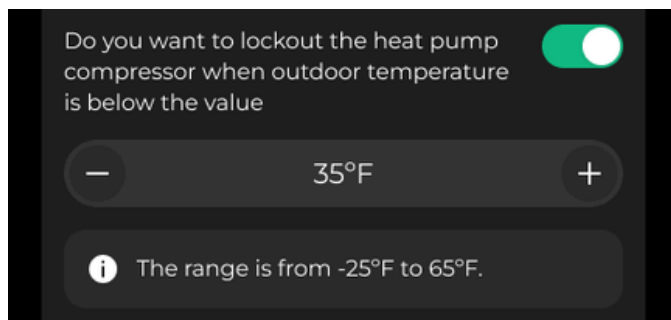 Do you want to lockout the heat pump
compressor when outdoor temperature
is below the value
− 35°F +
i The range is from -25°F to 65°F.